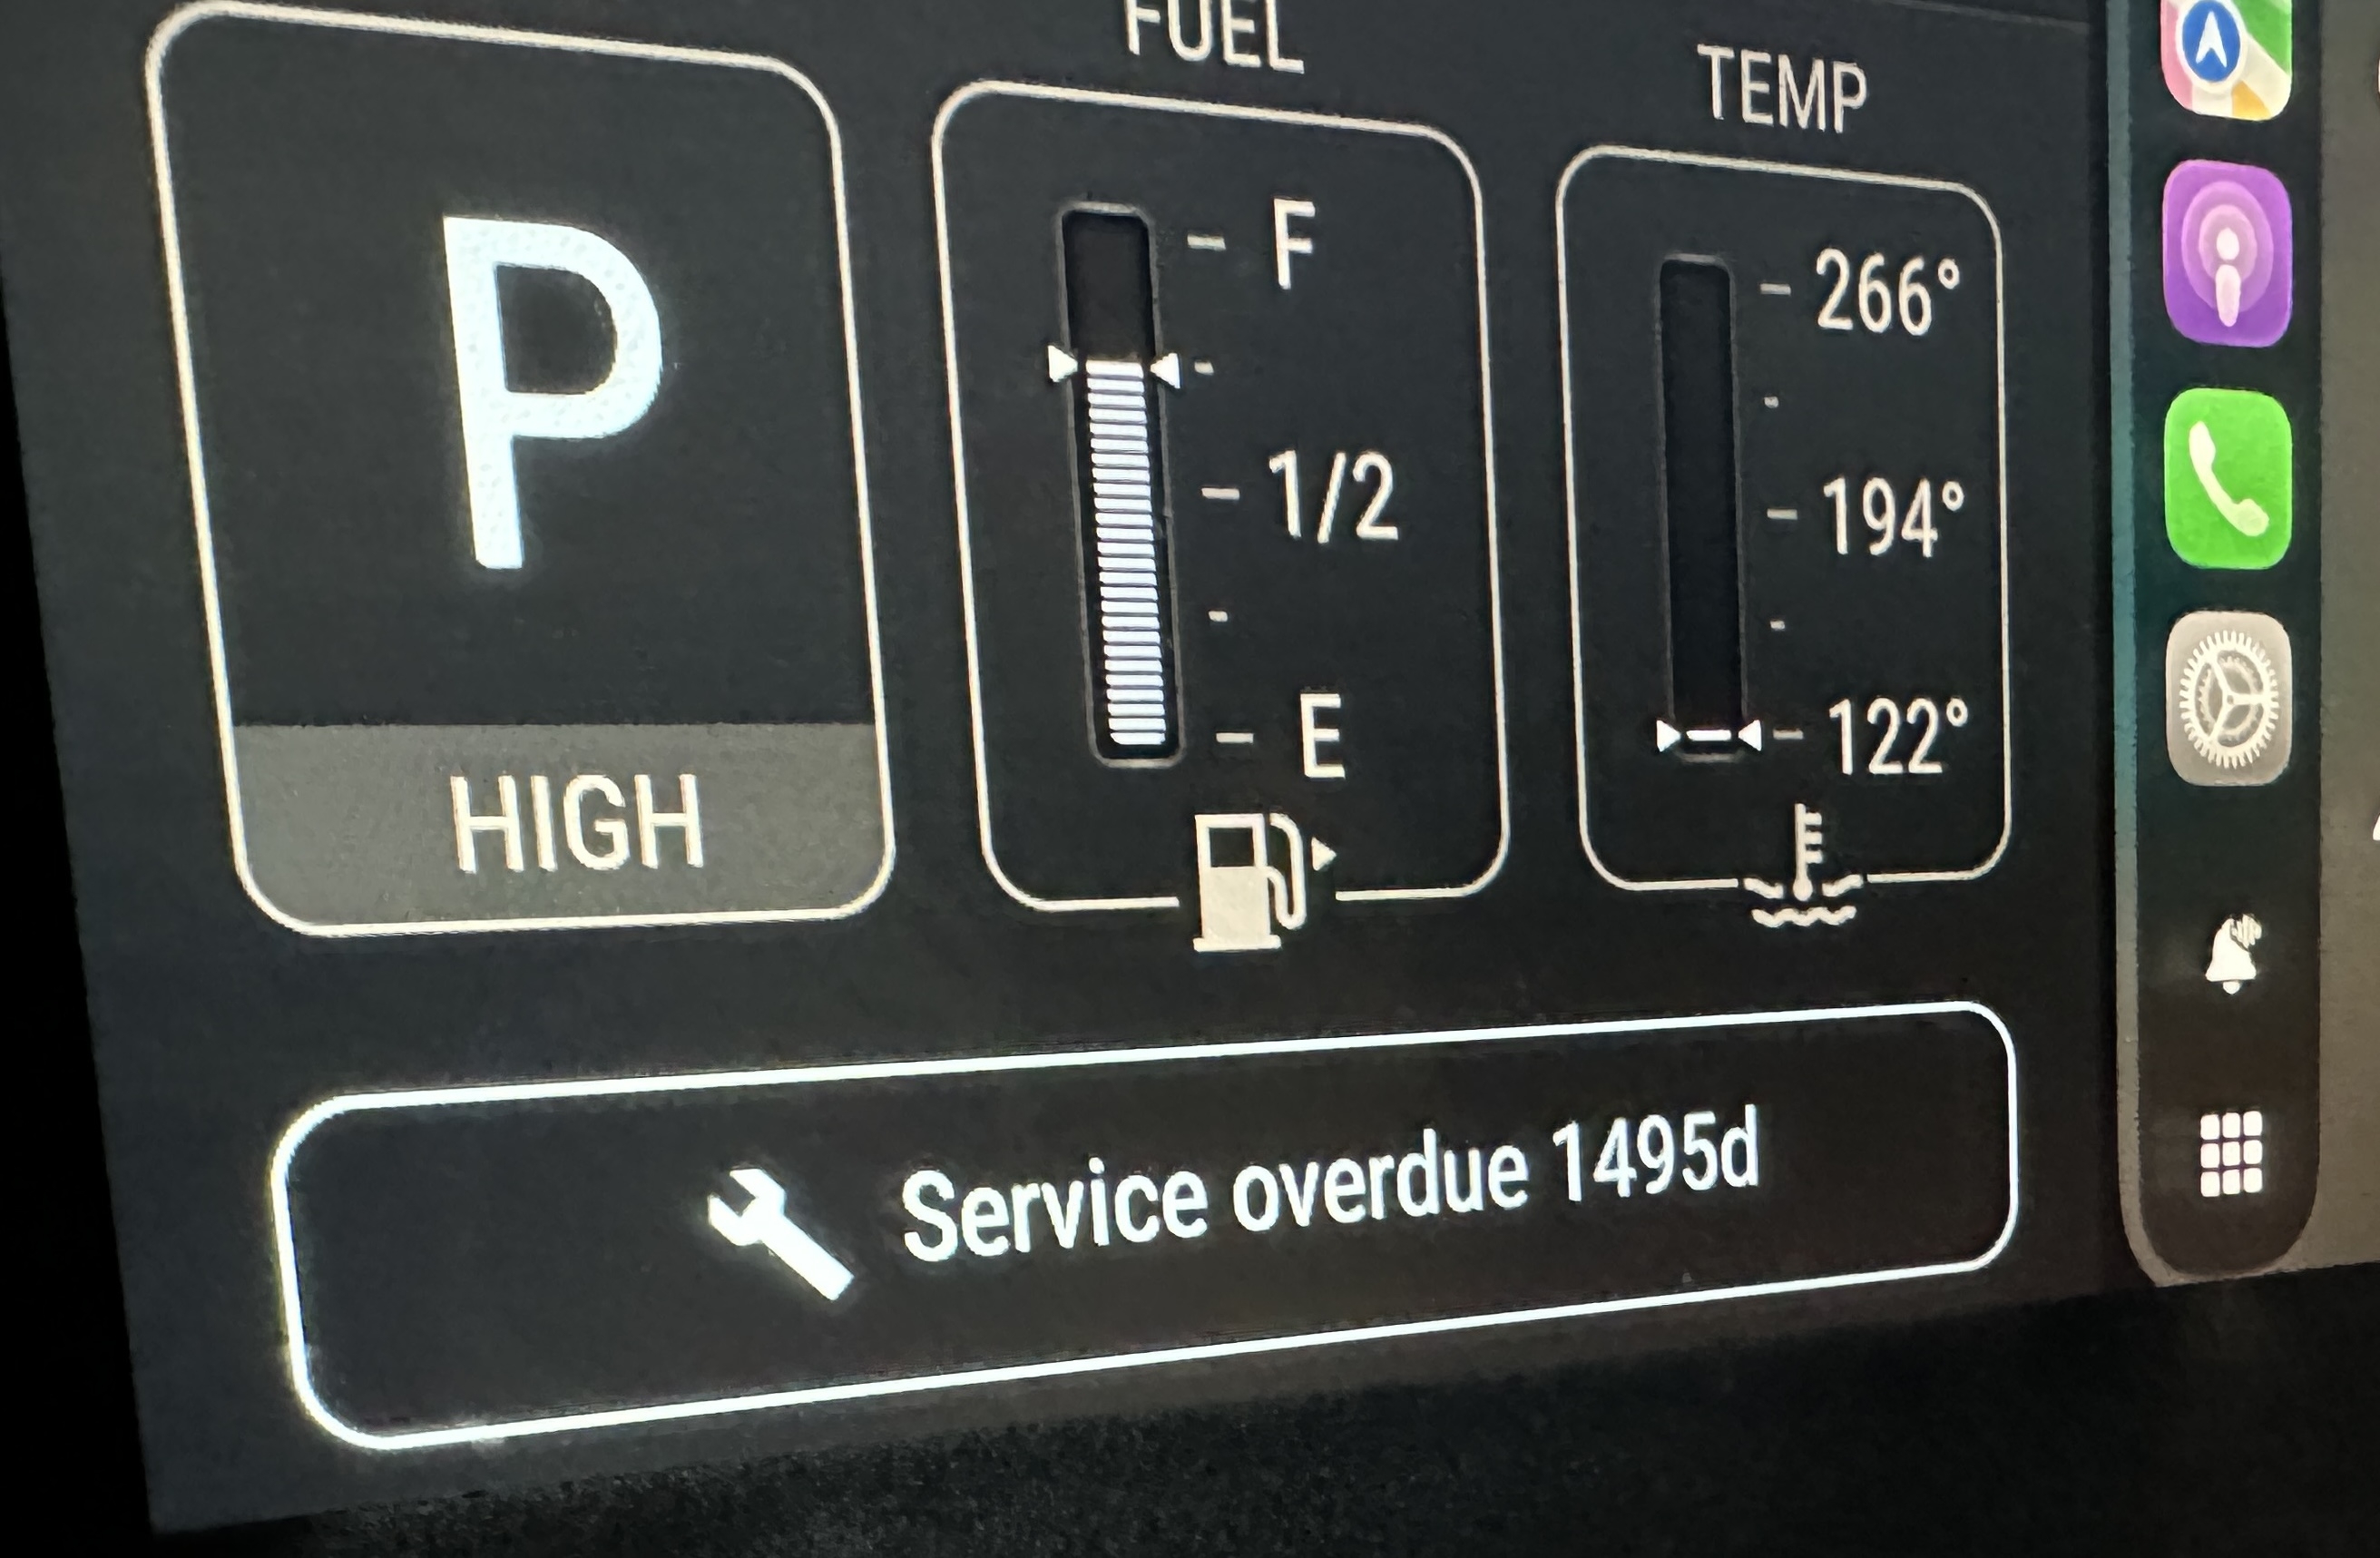 FUEL
TEMP
P
HIGH
F
1/2
E
266°
194°
122°
Service overdue 1495d